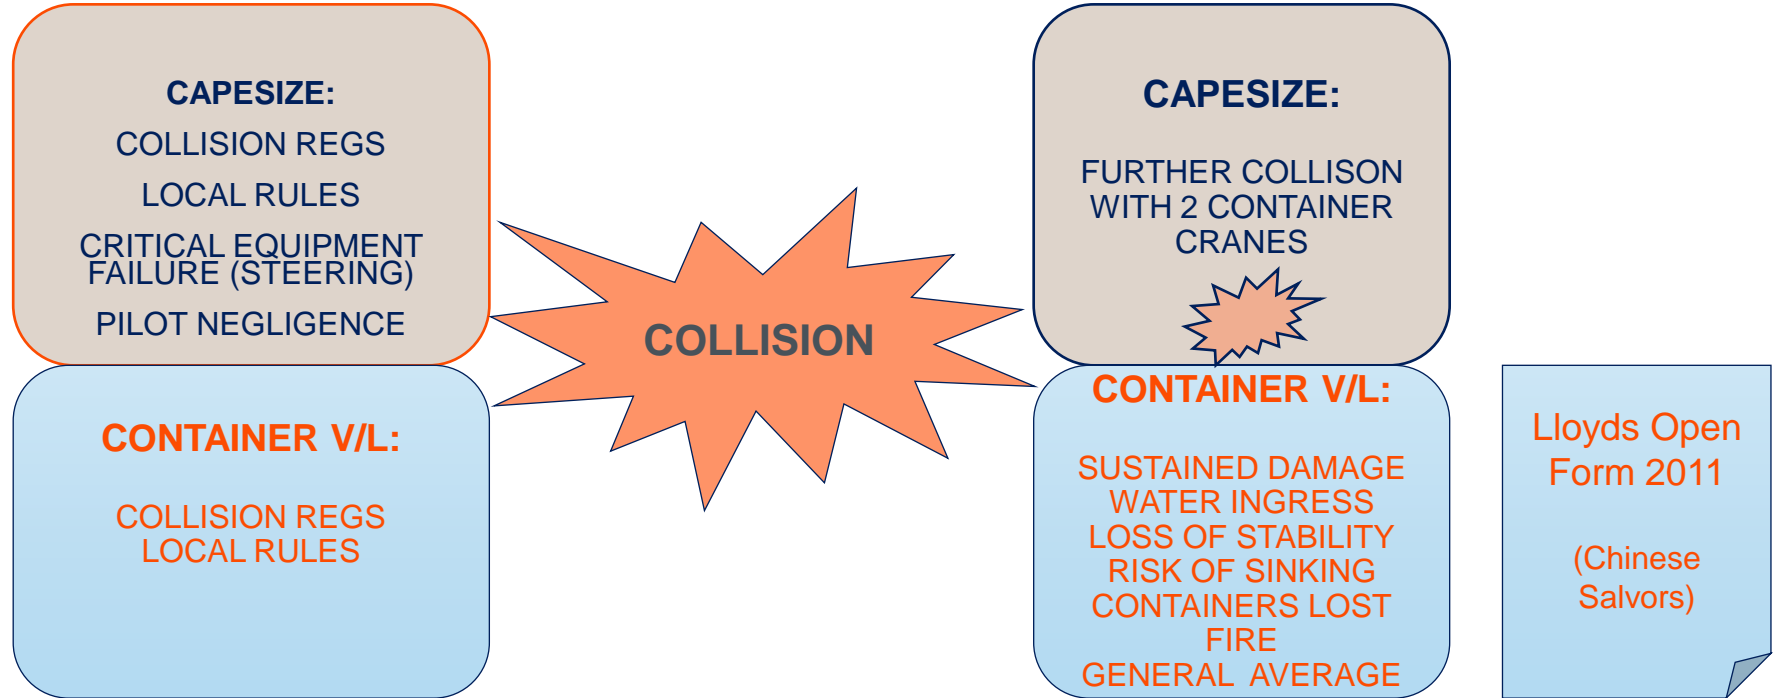 CAPESIZE:
COLLISION REGS
LOCAL RULES
CRITICAL EQUIPMENT
FAILURE (STEERING)
PILOT NEGLIGENCE
CONTAINER V/L:
COLLISION REGS
LOCAL RULES
COLLISION
CAPESIZE:
FURTHER COLLISON
WITH 2 CONTAINER
CRANES
CONTAINER V/L:
SUSTAINED DAMAGE
WATER INGRESS
LOSS OF STABILITY
RISK OF SINKING
CONTAINERS LOST
FIRE
GENERAL AVERAGE
Lloyds Open
Form 2011
(Chinese
Salvors)